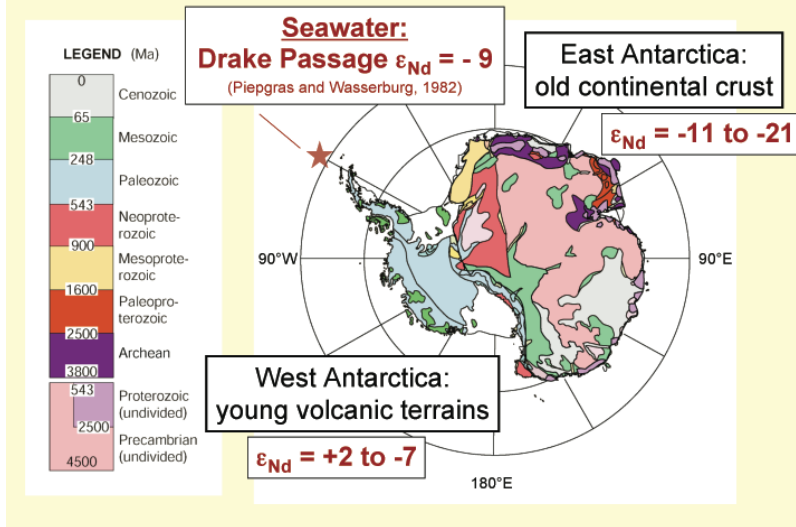 Seawater:
Drake Passage εNd = - 9
(Piepgras and Wasserburg, 1982)
East Antarctica:
old continental crust
εNd = -11 to -21
LEGEND (Ma)
0
Cenozoic
65
Mesozoic
248
Paleozoic
543
Neoprote-
rozoic
900
Mesoprote-
rozoic
1600
Paleopro-
terozoic
2500
Archean
3800
543
Proterozoic
(undivided)
2500
Precambrian
(undivided)
4500
90°W
90°E
West Antarctica:
young volcanic terrains
εNd = +2 to -7
180°E